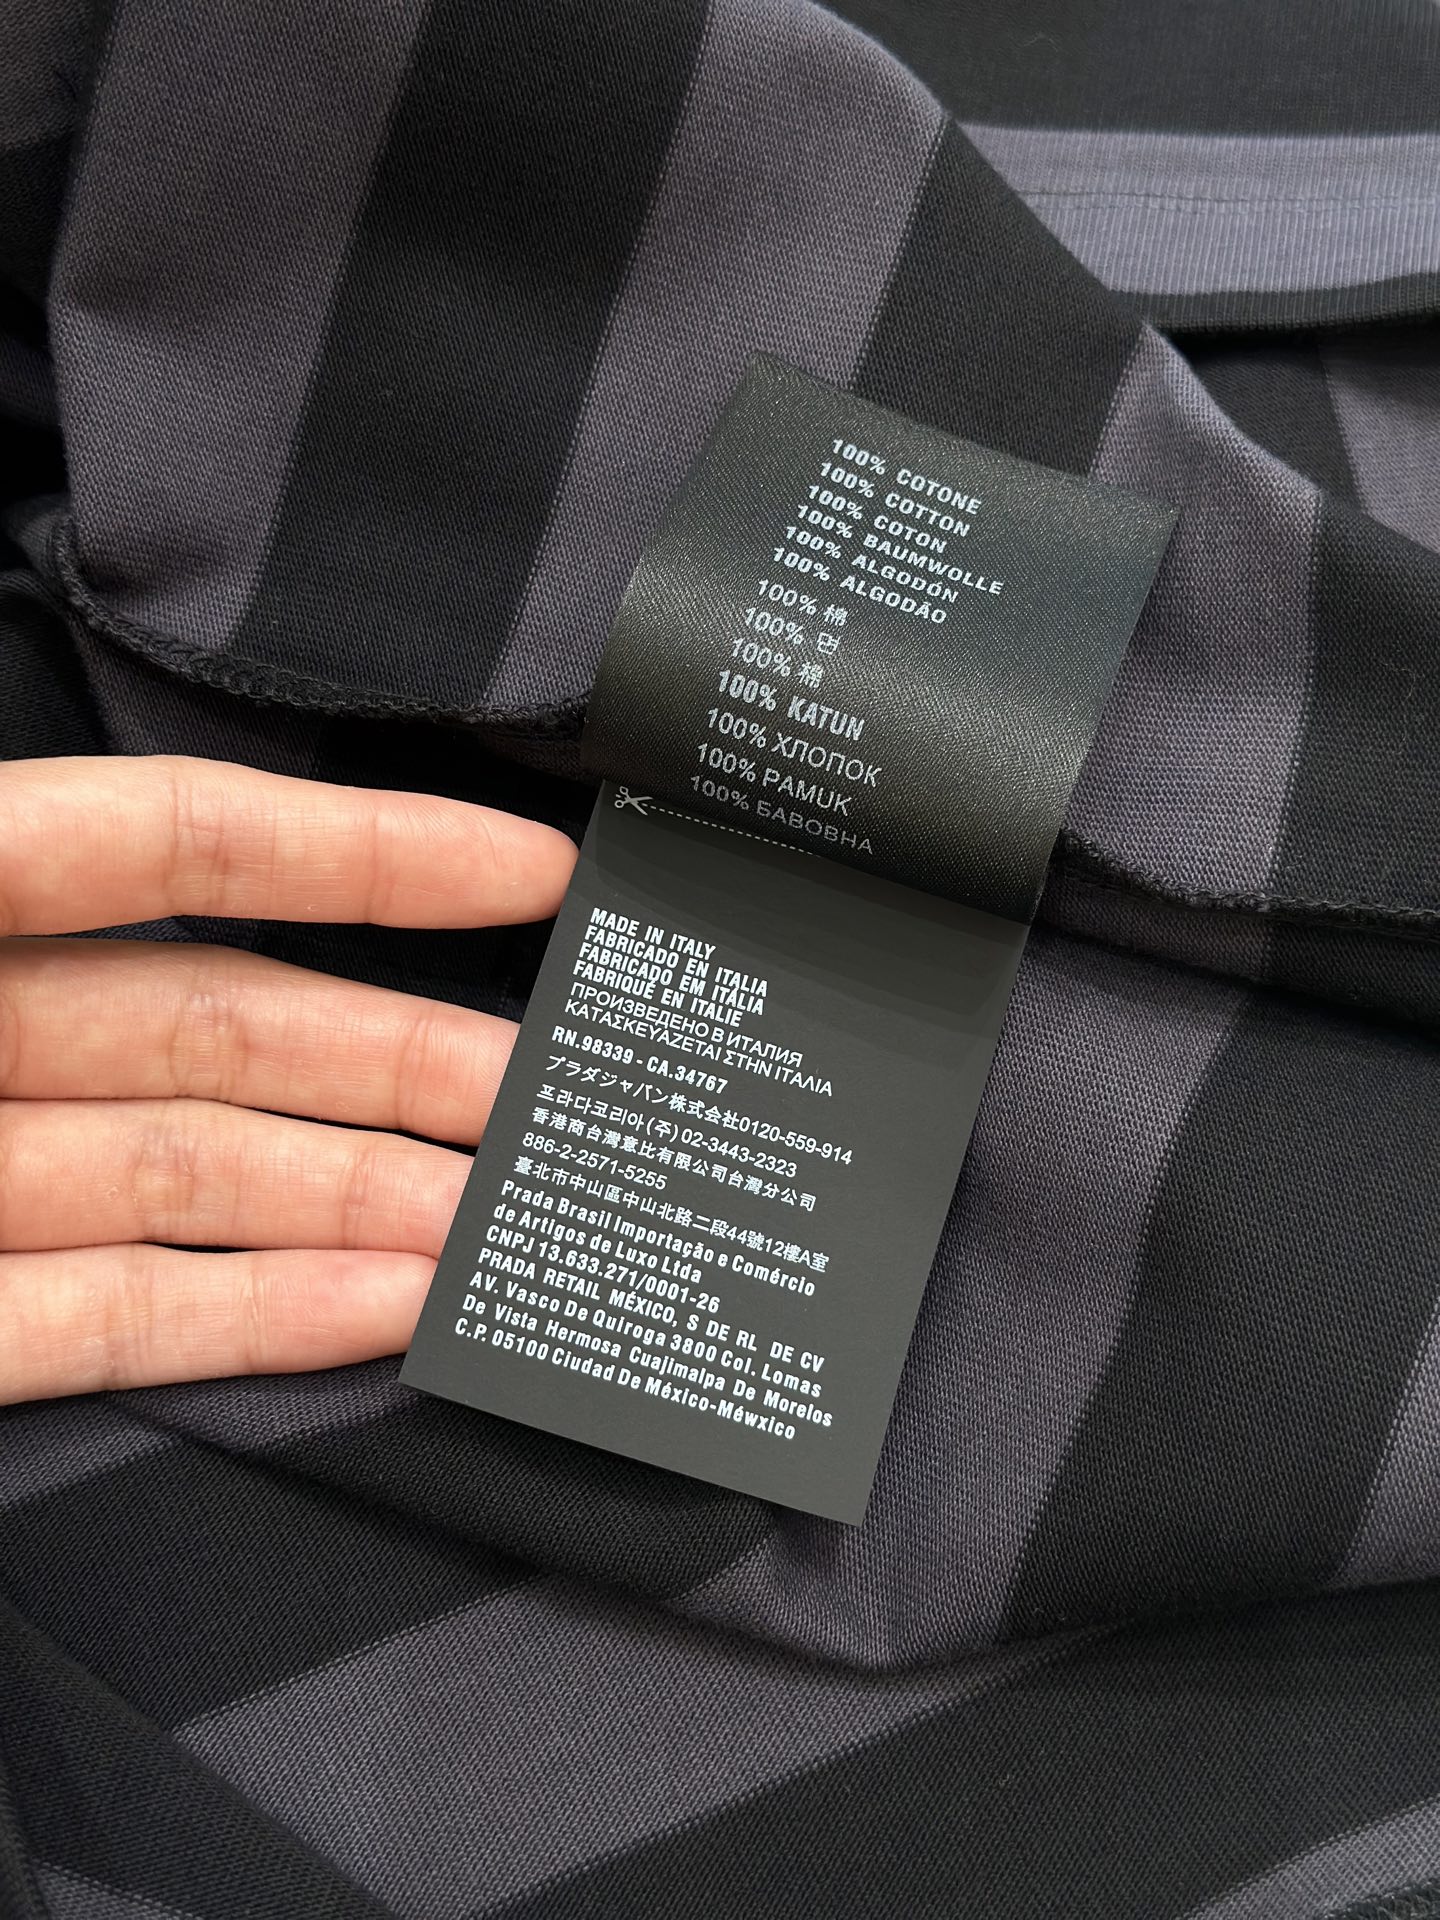 100% COTONE
100% COTTON
100% COTON
100% BAUMWOLLE
100% ALGODÓN
100% ALGODÃO
100% 棉
100% 면
100% 棉
100% KATUN
100% ХЛОПОК
100% PAMUK
100% БАВОВНА
MADE IN ITALY
FABRICADO EN ITALIA
FABRICADO EM ITÁLIA
FABRIQUÉ EN ITALIE
ПРОИЗВЕДЕНО В ИТАЛИЯ
ΚΑΤΑΣΚΕΥΑΖΕΤΑΙ ΣΤΗΝ ΙΤΑΛΙΑ
RN.98339 - CA.34767
プラダジャパン株式会社0120-559-914
프라다코리아(주) 02-3443-2323
香港商台灣意比有限公司台灣分公司
886-2-2571-5255
臺北市中山區中山北路二段44號12樓A室
Prada Brasil Importação e Comércio
de Artigos de Luxo Ltda
CNPJ 13.633.271/0001-26
PRADA RETAIL MÉXICO, S DE RL DE CV
AV. Vasco De Quiroga 3800 Col. Lomas
De Vista Hermosa Cuajimalpa De Morelos
C.P. 05100 Ciudad De México-Méwxico